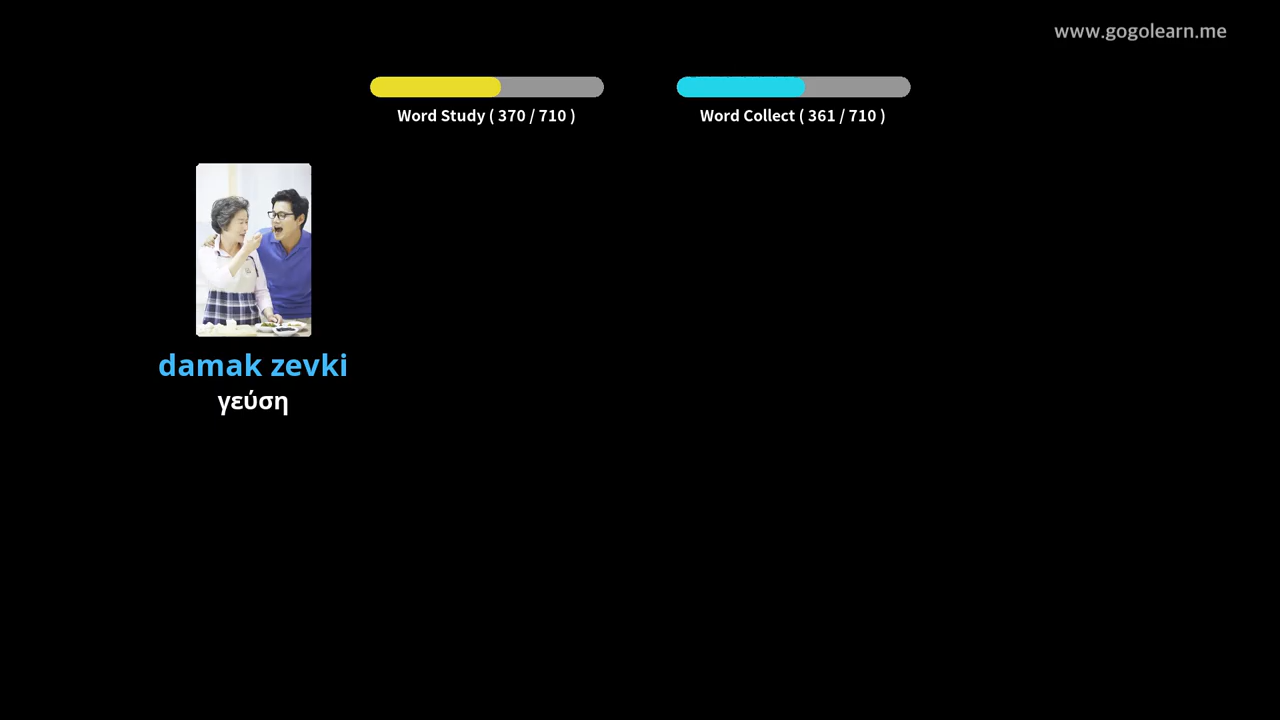 www.gogolearn.me
Word Study ( 370 / 710 )
Word Collect ( 361 / 710 )
damak zevki
γεύση